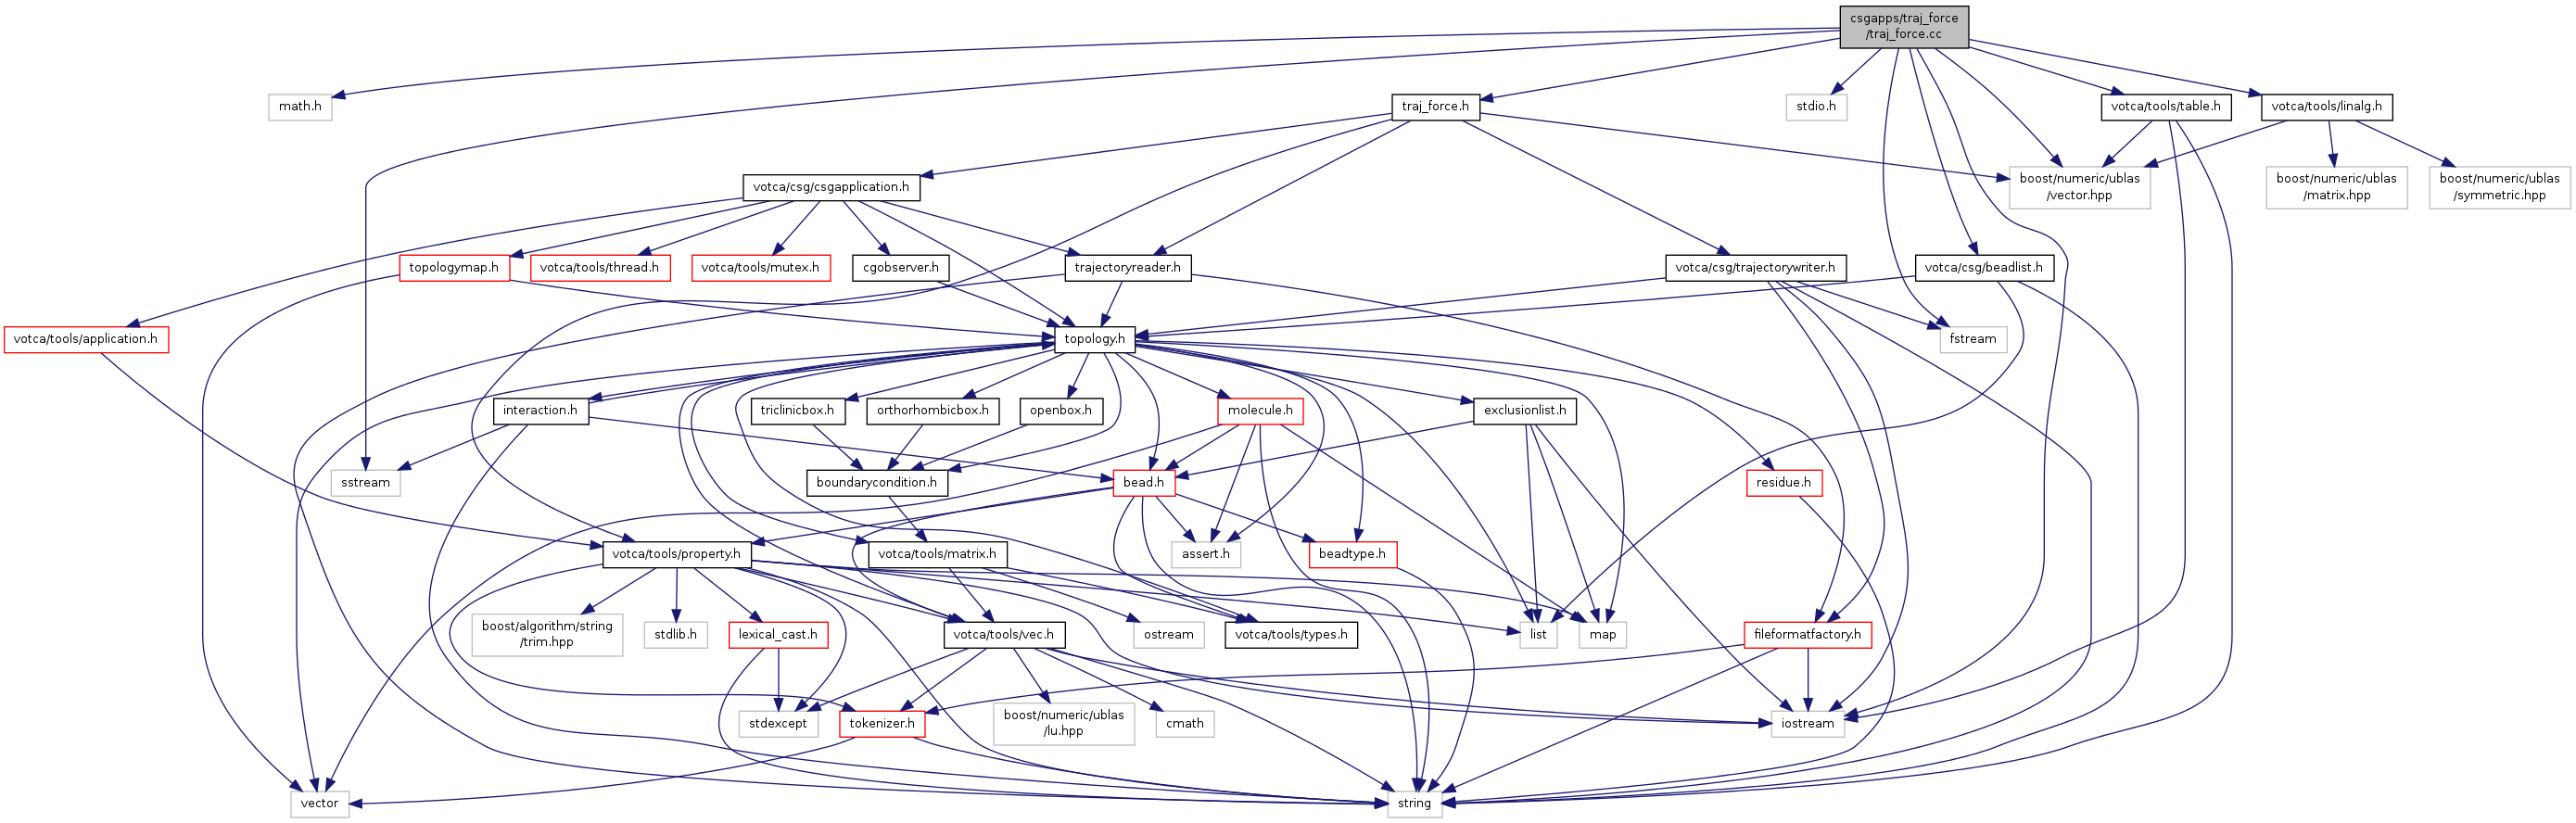 csgapps/traj_force
/traj_force.cc
math.h
traj_force.h
stdio.h
votca/tools/table.h
votca/tools/linalg.h
votca/csg/csgapplication.h
boost/numeric/ublas
/vector.hpp
boost/numeric/ublas
/matrix.hpp
boost/numeric/ublas
/symmetric.hpp
topologymap.h
votca/tools/thread.h
votca/tools/mutex.h
cgobserver.h
trajectoryreader.h
votca/csg/trajectorywriter.h
votca/csg/beadlist.h
votca/tools/application.h
topology.h
fstream
interaction.h
triclinicbox.h
orthorhombicbox.h
openbox.h
molecule.h
exclusionlist.h
sstream
boundarycondition.h
bead.h
residue.h
votca/tools/property.h
votca/tools/matrix.h
assert.h
beadtype.h
boost/algorithm/string
/trim.hpp
stdlib.h
lexical_cast.h
votca/tools/vec.h
ostream
votca/tools/types.h
list
map
fileformatfactory.h
stdexcept
tokenizer.h
boost/numeric/ublas
/lu.hpp
cmath
iostream
vector
string